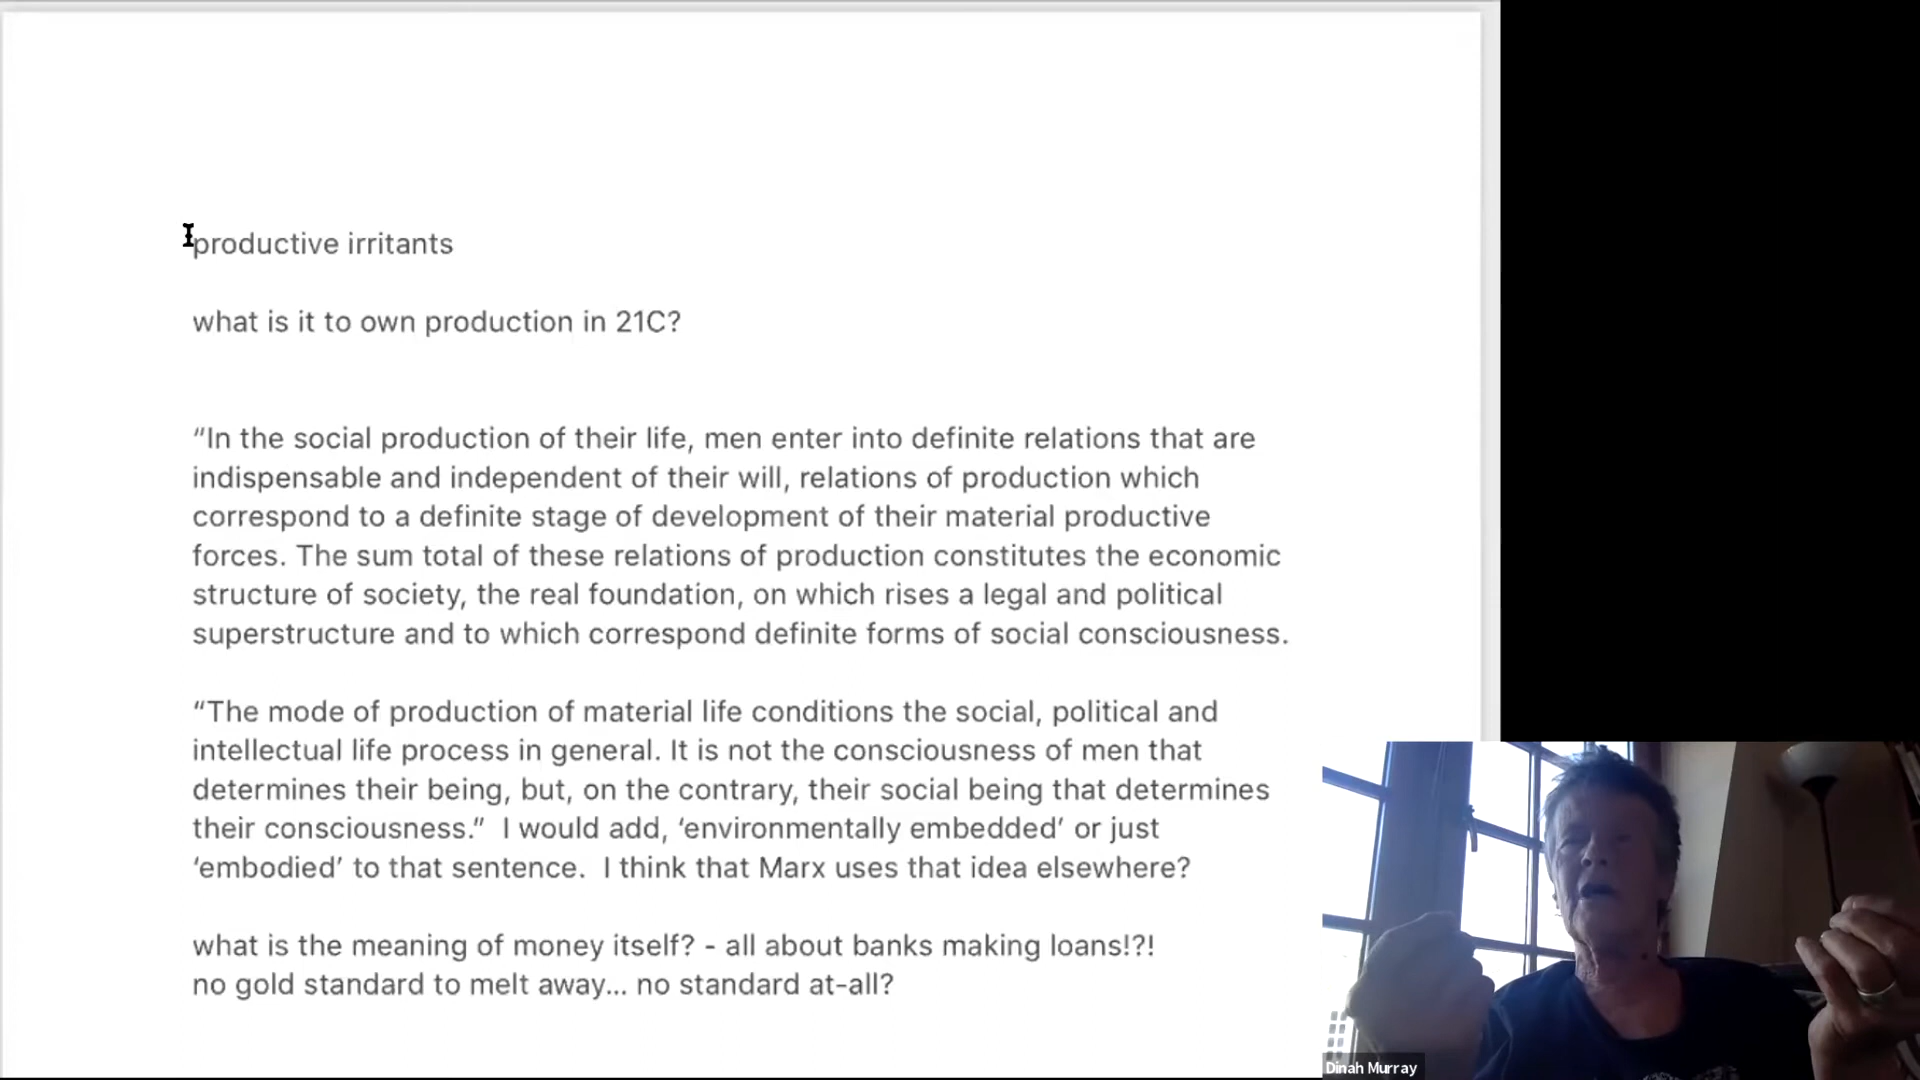 productive irritants
what is it to own production in 21C?
“In the social production of their life, men enter into definite relations that are
indispensable and independent of their will, relations of production which
correspond to a definite stage of development of their material productive
forces. The sum total of these relations of production constitutes the economic
structure of society, the real foundation, on which rises a legal and political
superstructure and to which correspond definite forms of social consciousness.
“The mode of production of material life conditions the social, political and
intellectual life process in general. It is not the consciousness of men that
determines their being, but, on the contrary, their social being that determines
their consciousness.”  I would add, ‘environmentally embedded’ or just
‘embodied’ to that sentence.  I think that Marx uses that idea elsewhere?
what is the meaning of money itself? - all about banks making loans!?!
no gold standard to melt away... no standard at-all?
Dinah Murray